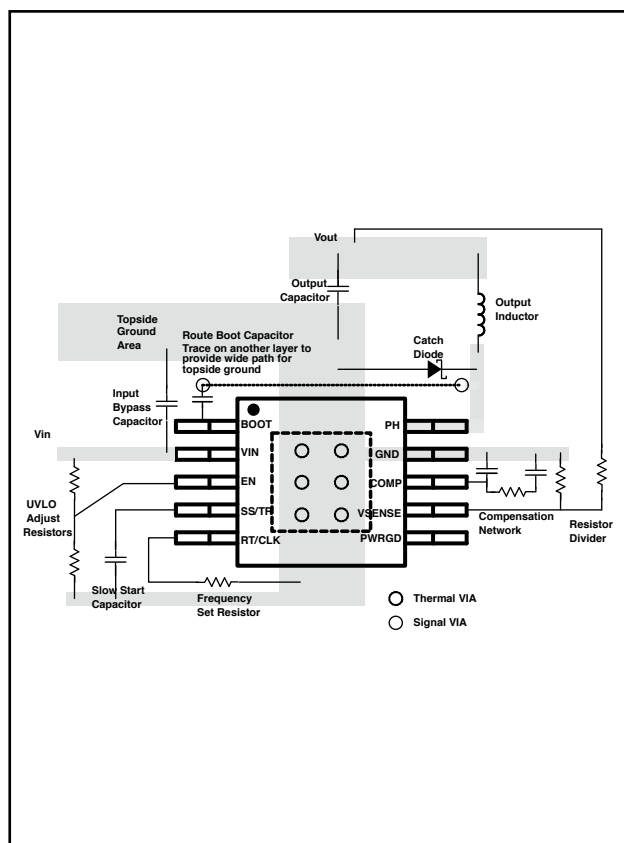 Vout
Output
Capacitor
Output
Inductor
Topside
Ground
Area
Route Boot Capacitor
Trace on another layer to
provide wide path for
topside ground
Catch
Diode
Input
Bypass
Capacitor
Vin
UVLO
Adjust
Resistors
Slow Start
Capacitor
Frequency
Set Resistor
BOOT
VIN
EN
SS/TR
RT/CLK
PH
GND
COMP
VSENSE
PWRGD
Compensation
Network
Resistor
Divider
Thermal VIA
Signal VIA